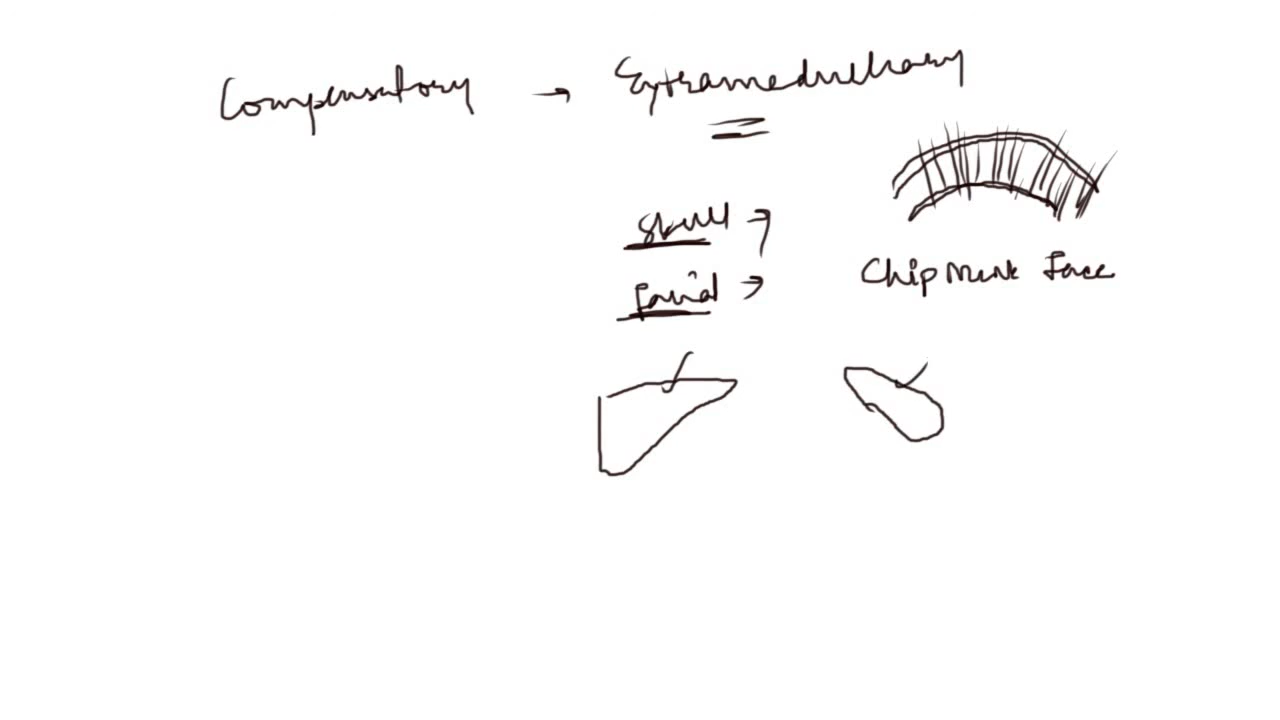 Compensatory → Extramedullary
Skull →
Facial → Chipmunk Face